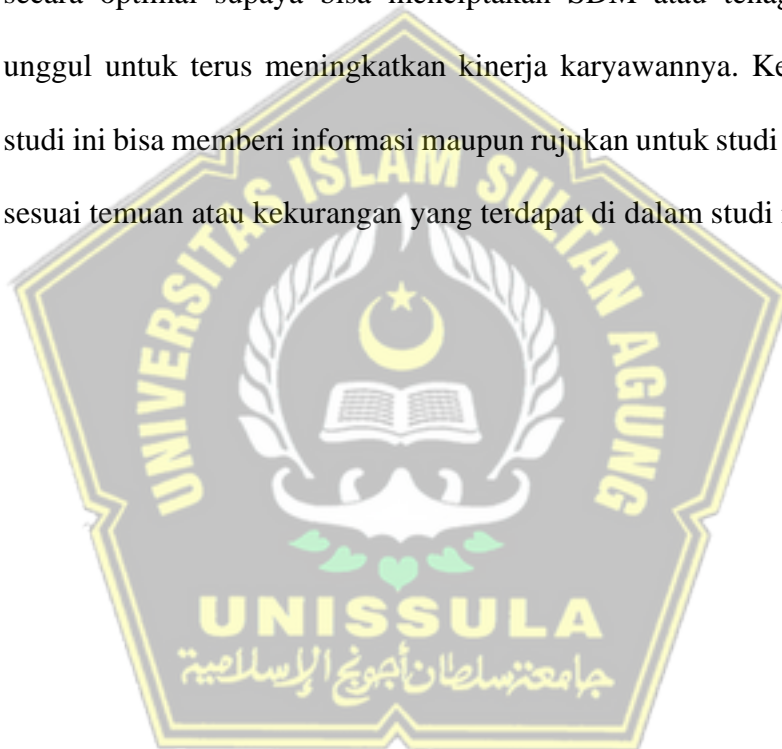 secara optimal supaya bisa menciptakan SDM atau
unggul untuk terus meningkatkan kinerja karyawannya.
studi ini bisa memberi informasi maupun rujukan untuk studi
sesuai temuan atau kekurangan yang terdapat di dalam studi
UNIVERSITAS ISLAM SULTAN AGUNG
UNISSULA
جامعة سلطان أجونج الإسلامية